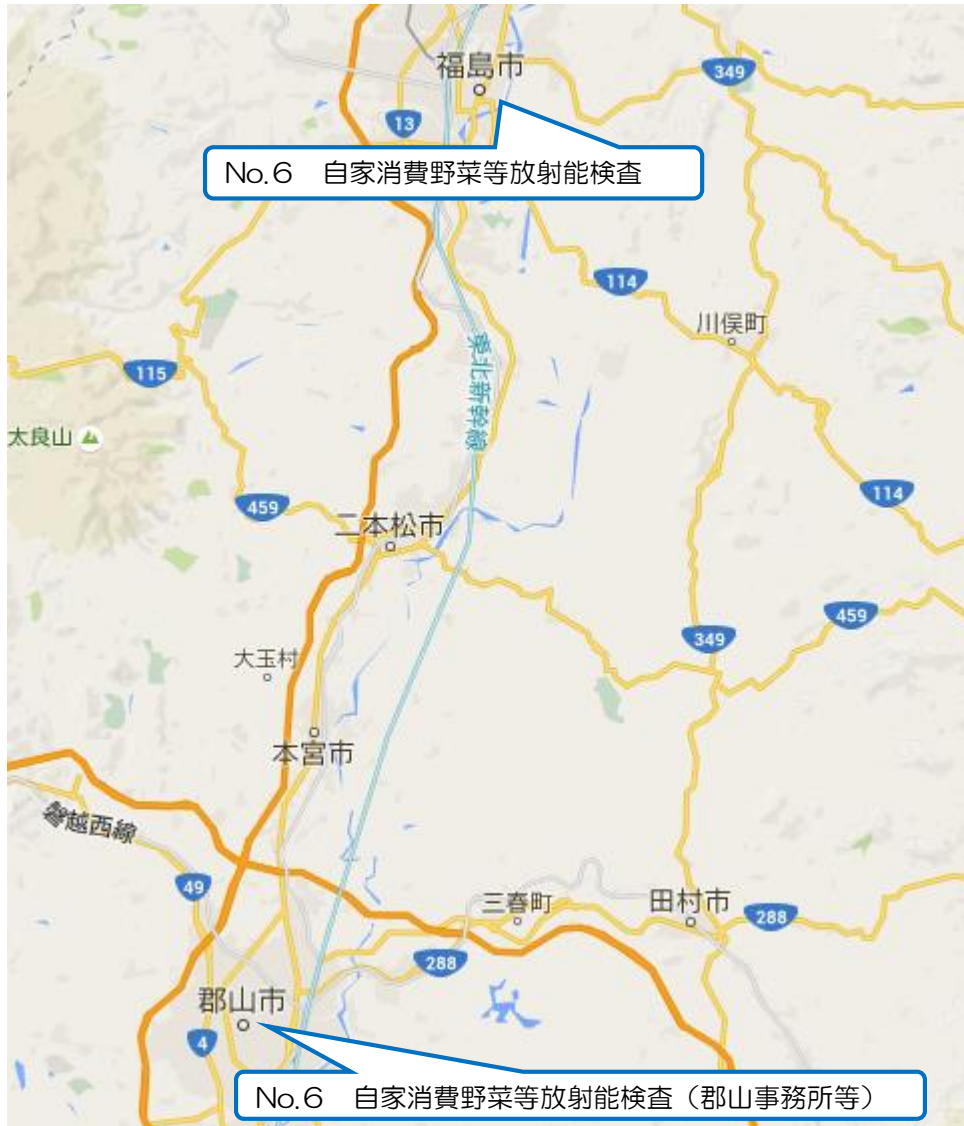 福島市
349
13
No.6　自家消費野菜等放射能検査
114
川俣町
115
東北新幹線
太良山
459
114
二本松市
459
349
大玉村
本宮市
磐越西線
49
三春町
田村市
288
288
郡山市
4
No.6　自家消費野菜等放射能検査（郡山事務所等）